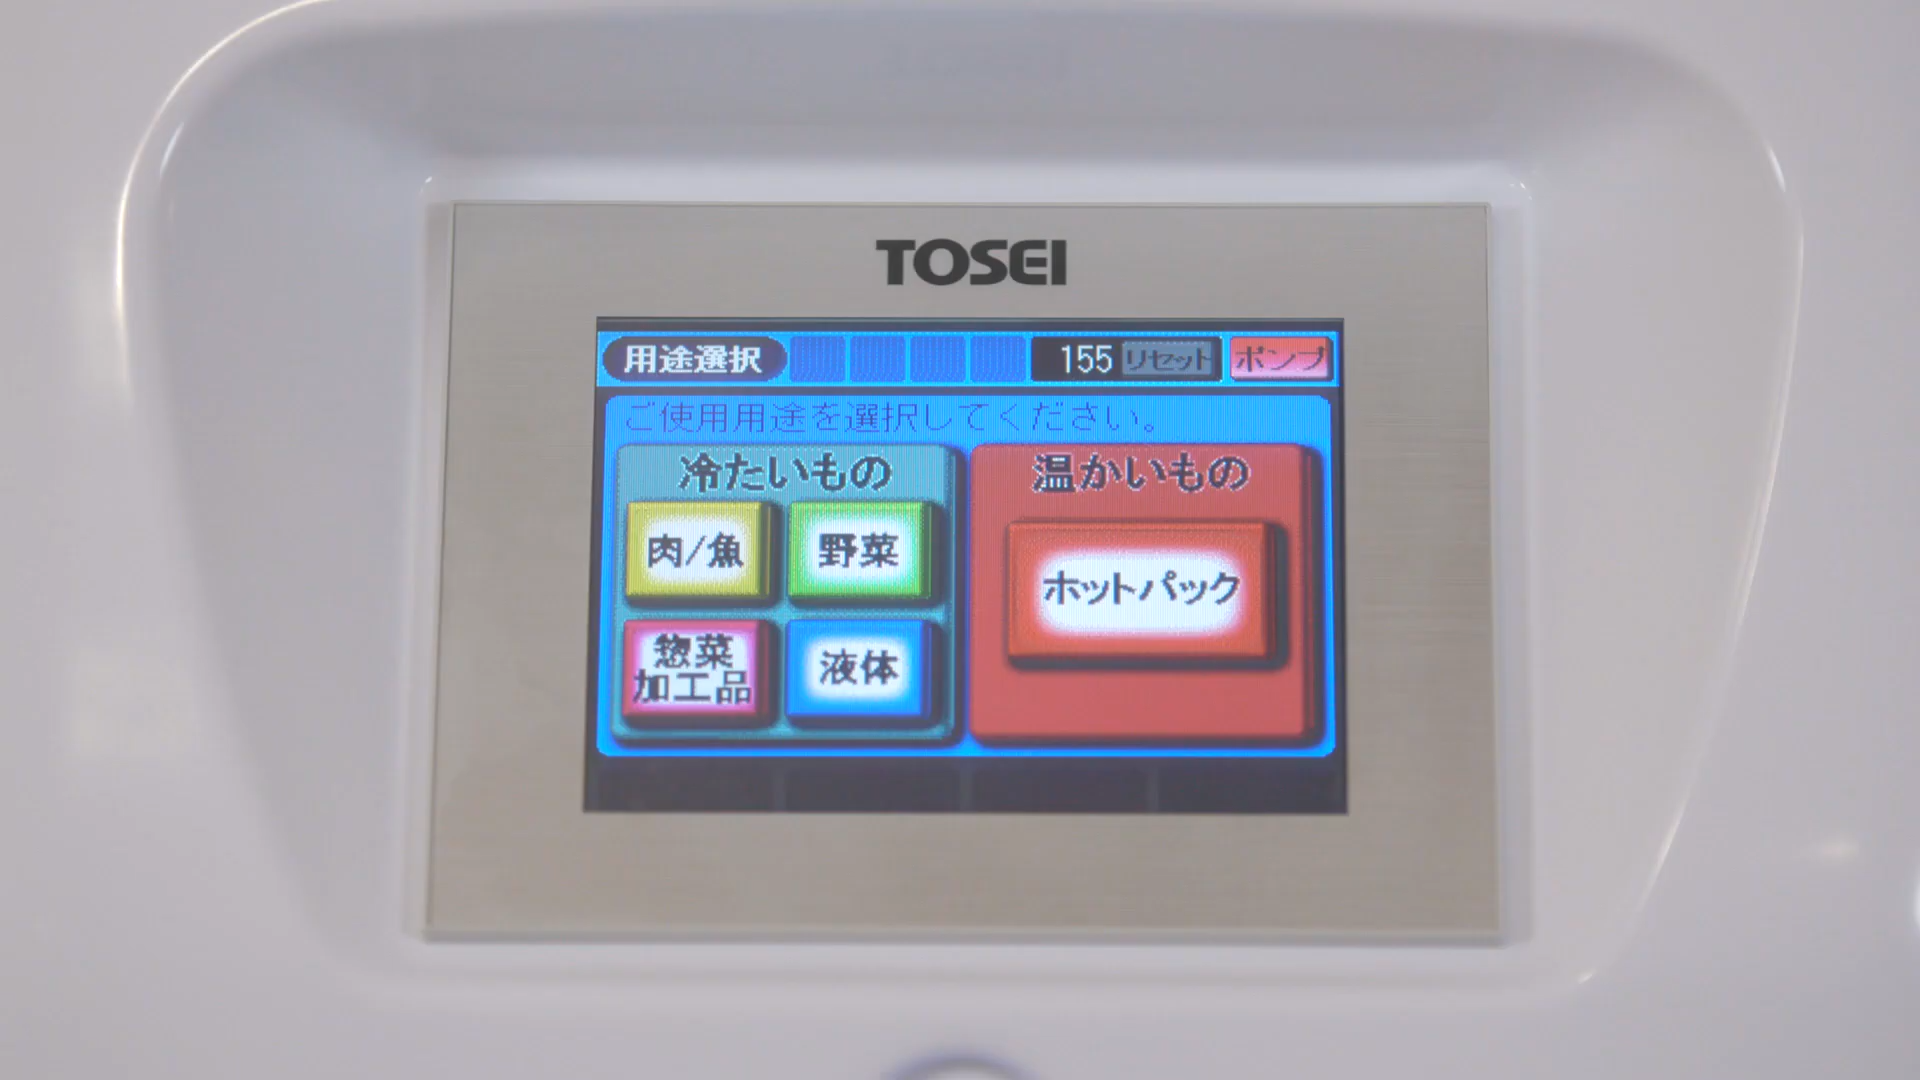 TOSEI
用途選択 155 リセット ポンプ
ご使用用途を選択してください。
冷たいもの
肉/魚 野菜
惣菜
加工品
液体
温かいもの
ホットパック